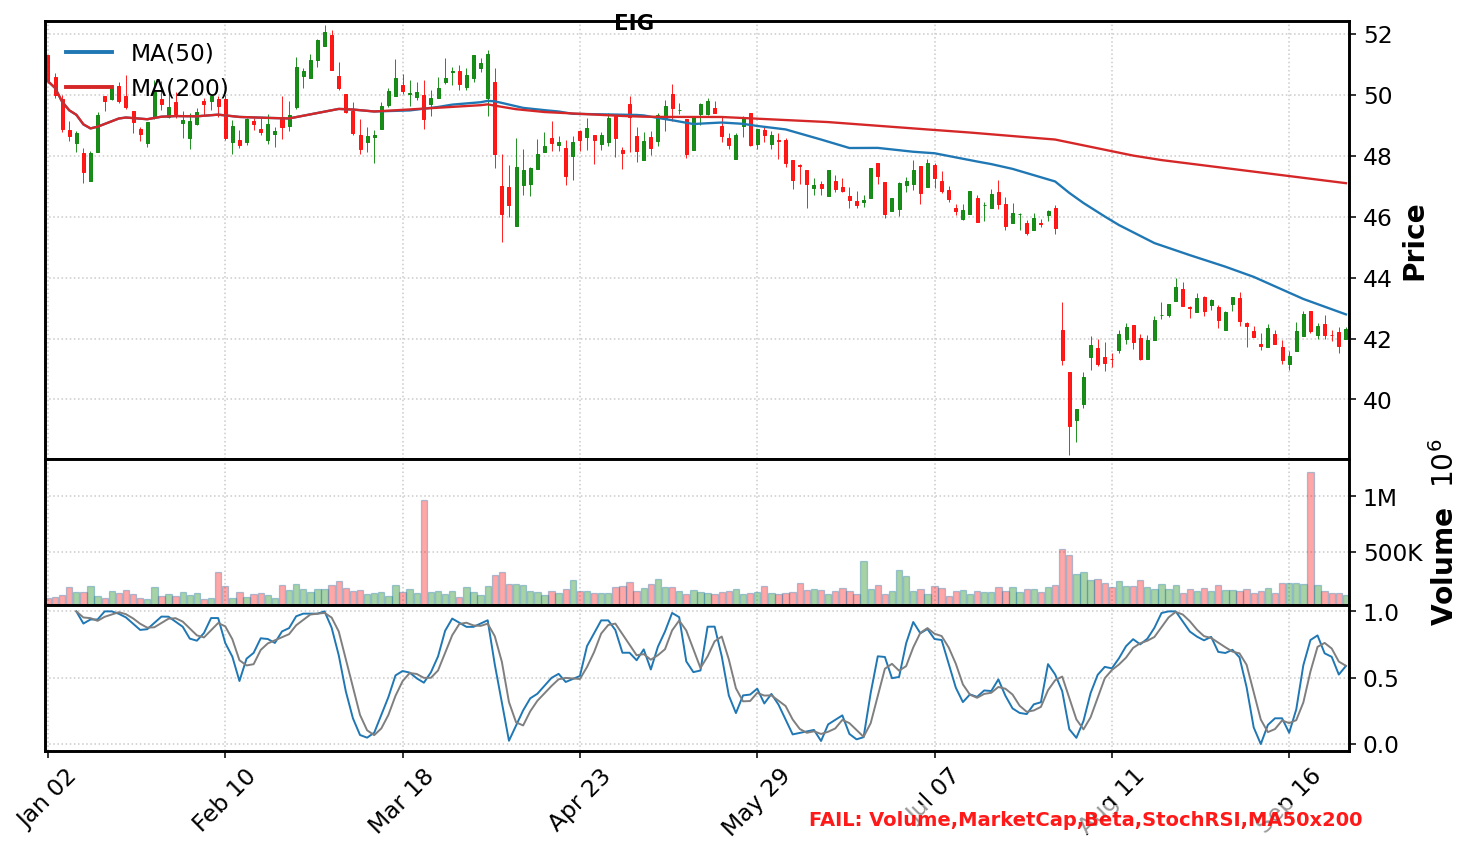 EIG
MA(50)
MA(200)
52
50
48
46
44
42
40
Price
10⁶
1M
500K
Volume
1.0
0.5
0.0
Jan 02
Feb 10
Mar 18
Apr 23
May 29
Jul 07
Aug 11
Sep 16
FAIL: Volume,MarketCap,Beta,StochRSI,MA50x200